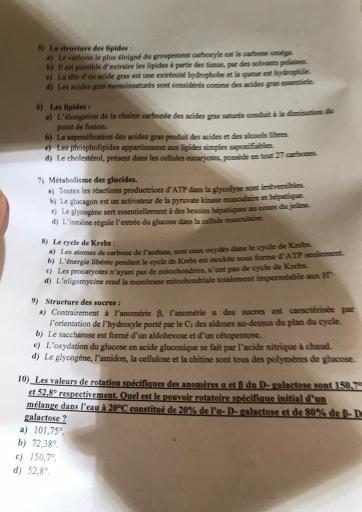 5) La structure des lipides :
a) Le carbone le plus éloigné du groupement carboxyle est le carbone oméga.
b) Il est possible d'extraire les lipides à partir des tissus, par des solvants polaires.
c) La tête d'un acide gras est une extrémité hydrophobe et la queue est hydrophile.
d) Les acides gras monoinsaturés sont considérés comme des acides gras essentiels.
6) Les lipides :
a) L'élongation de la chaîne carbonée des acides gras saturés conduit à la diminution du
point de fusion.
b) La saponification des acides gras produit des acides et des alcools libres.
c) Les phospholipides appartiennent aux lipides simples saponifiables.
d) Le cholestérol, présent dans les cellules eucaryotes, possède en tout 27 carbones.
7) Métabolisme des glucides.
a) Toutes les réactions productrices d'ATP dans la glycolyse sont irréversibles.
b) Le glucagon est un activateur de la pyruvate kinase musculaire et hépatique.
c) Le glycogène sert essentiellement à des besoins hépatiques au cours du jeûne.
d) L'insuline régule l'entrée du glucose dans la cellule musculaire.
8) Le cycle de Krebs :
a) Les atomes de carbone de l'acétate, sont ceux oxydés dans le cycle de Krebs.
b) L'énergie libérée pendant le cycle de Krebs est stockée sous forme d'ATP seulement.
c) Les procaryotes n'ayant pas de mitochondries, n'ont pas de cycle de Krebs.
d) L'oligomycine rend la membrane mitochondriale totalement imperméable aux H⁺
9) Structure des sucres :
a) Contrairement à l'anomérie β, l'anomérie α des sucres est caractérisée par
l'orientation de l'hydroxyle porté par le C₁ des aldoses au-dessus du plan du cycle.
b) Le saccharose est formé d'un aldohexose et d'un cétopentose.
c) L'oxydation du glucose en acide gluconique se fait par l'acide nitrique à chaud.
d) Le glycogène, l'amidon, la cellulose et la chitine sont tous des polymères de glucose.
10) Les valeurs de rotation spécifiques des anomères α et β du D- galactose sont 150,7°
et 52,8° respectivement. Quel est le pouvoir rotatoire spécifique initial d'un
mélange dans l'eau à 20°C constitué de 20% de l'α- D- galactose et de 80% de β- D
galactose ?
a) 101,75°.
b) 72,38°.
c) 150,7°.
d) 52,8°.